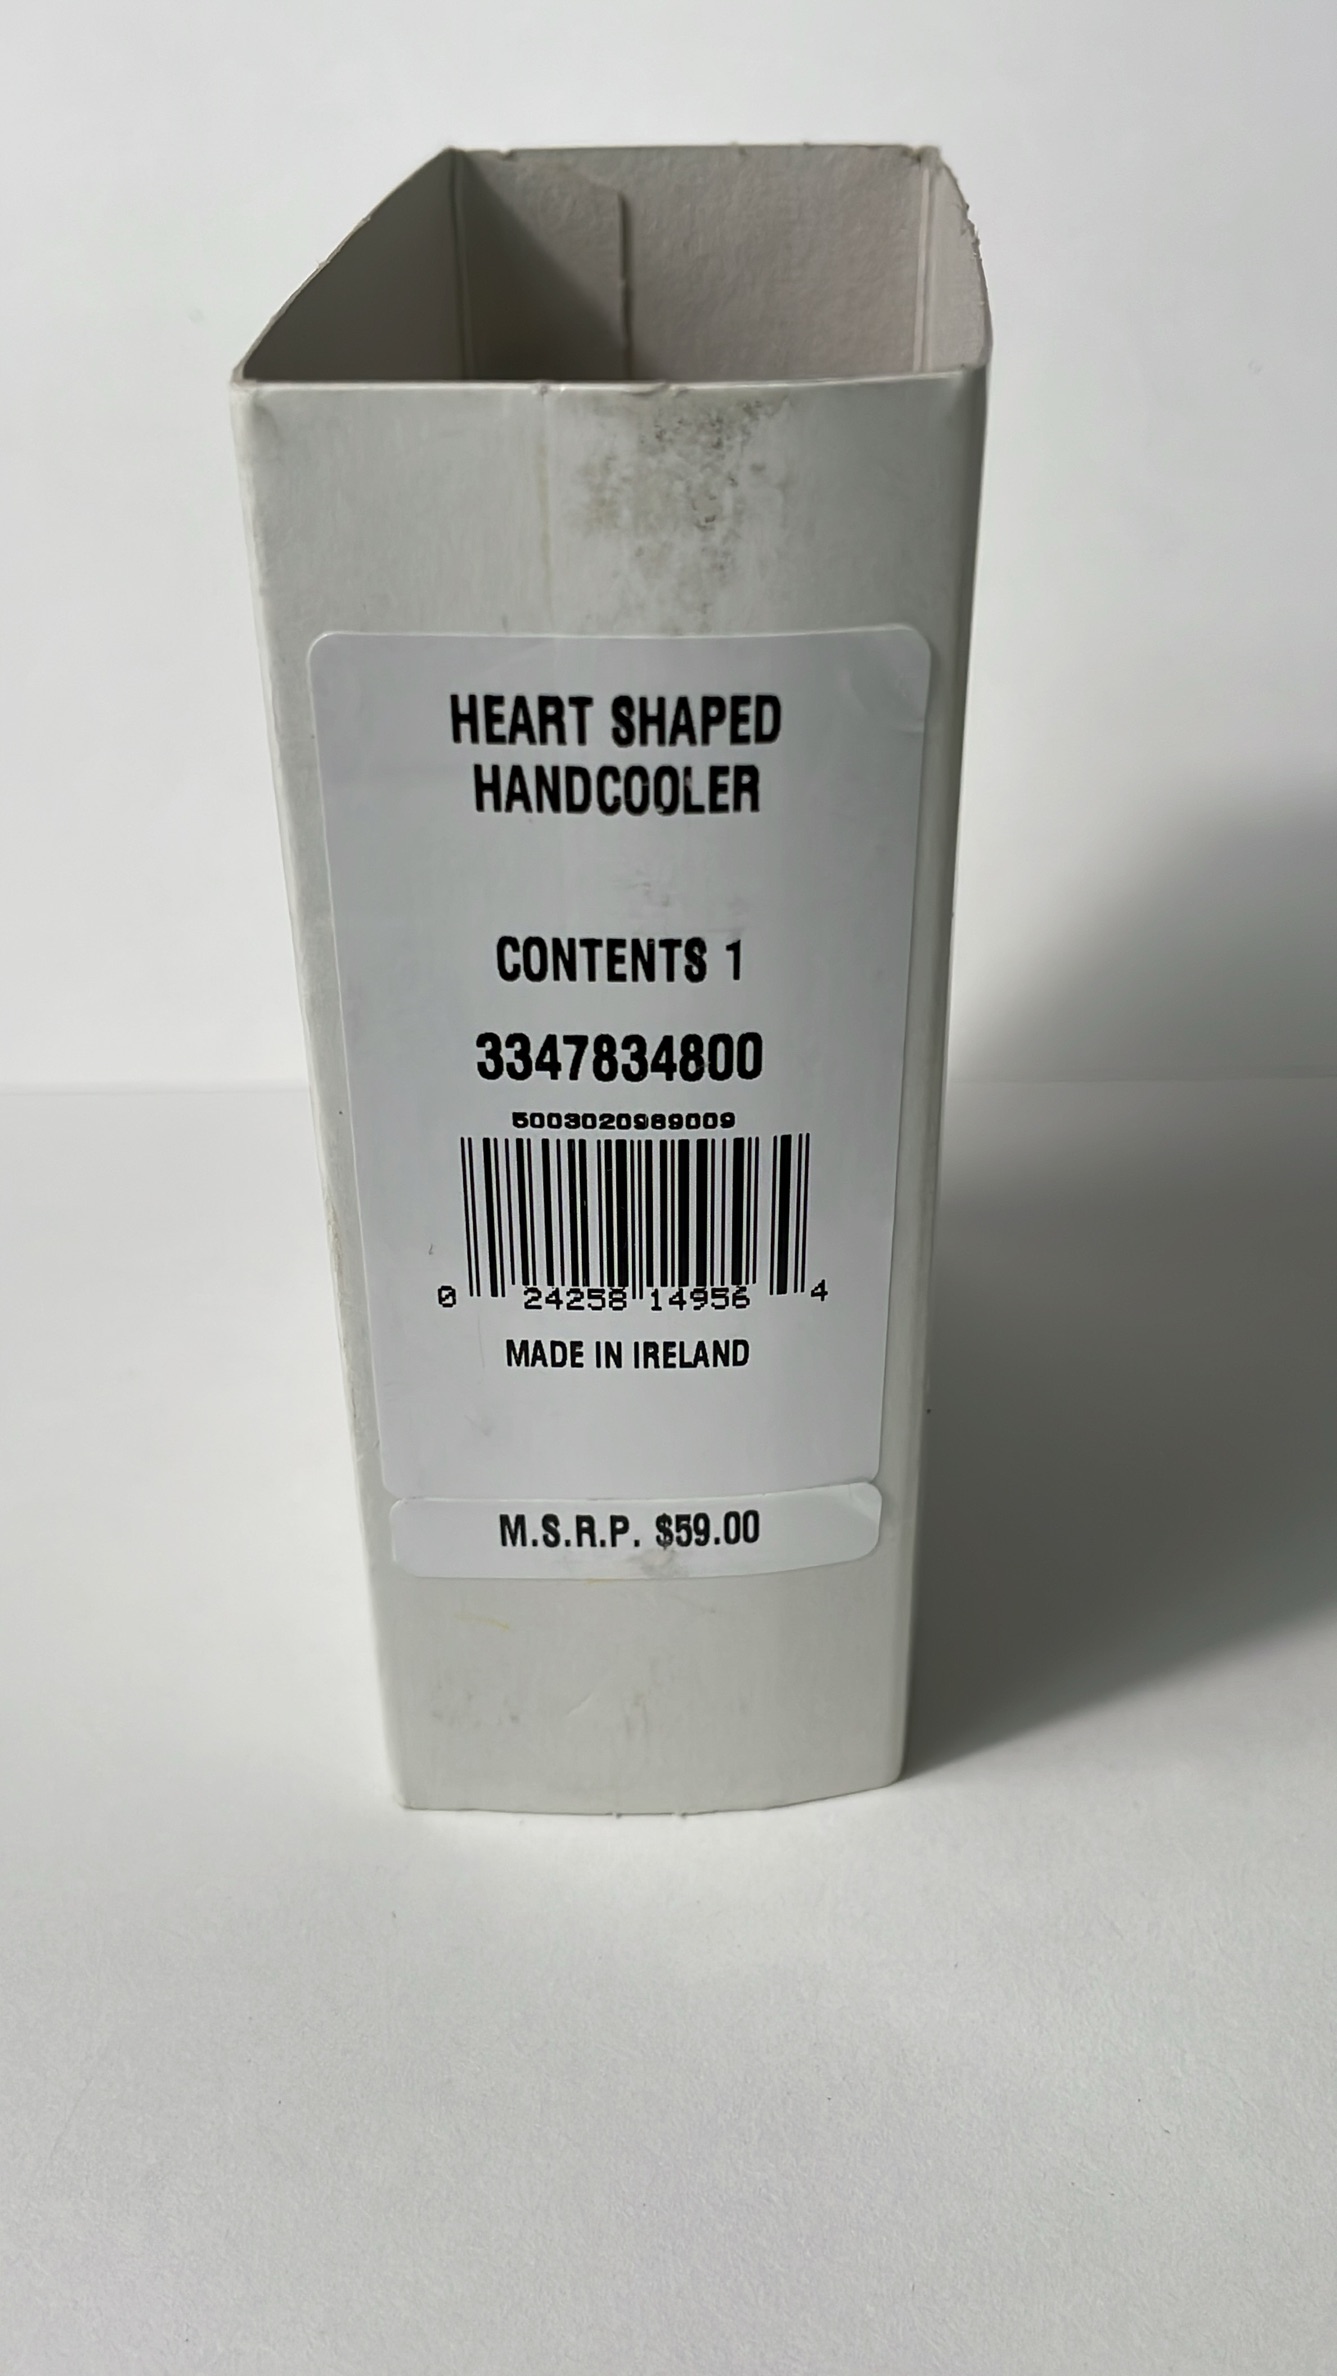 HEART SHAPED
HANDCOOLER
CONTENTS 1
3347834800
5003020989009
0 24258 14956 4
MADE IN IRELAND
M.S.R.P. $59.00